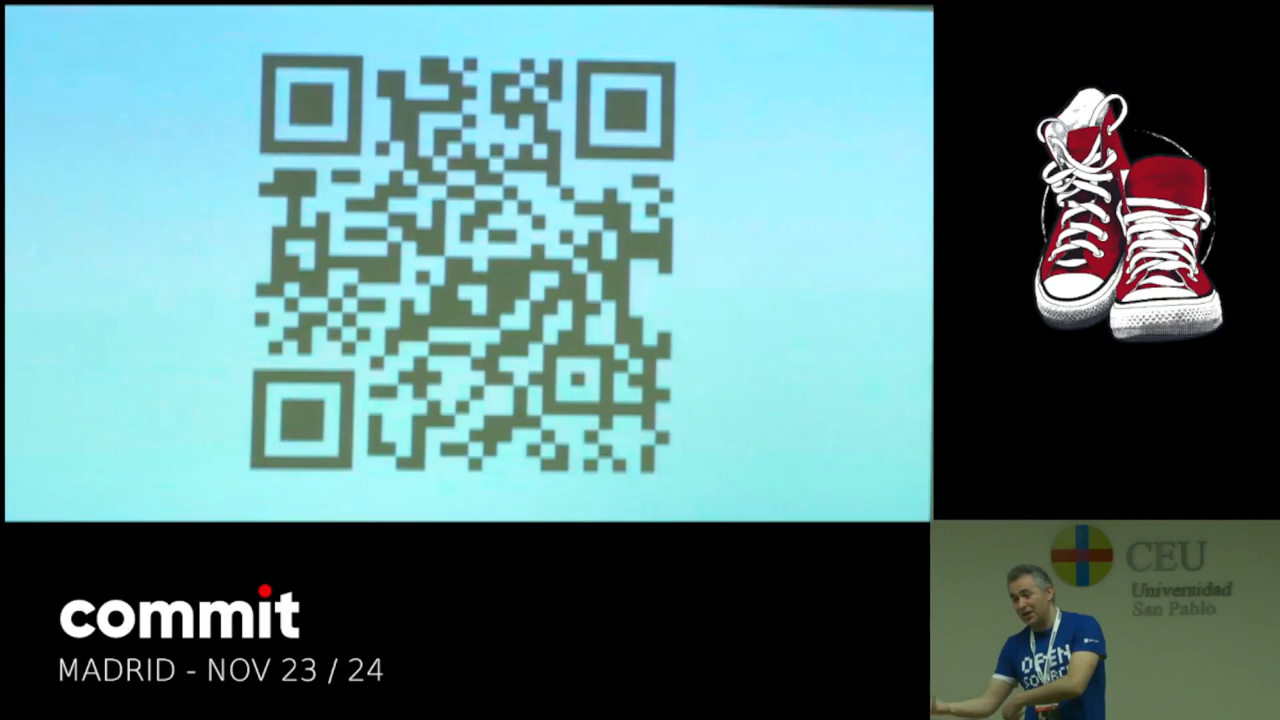 commit
MADRID - NOV 23 / 24
CEU
Universidad
San Pablo
OPEN
SOURCE